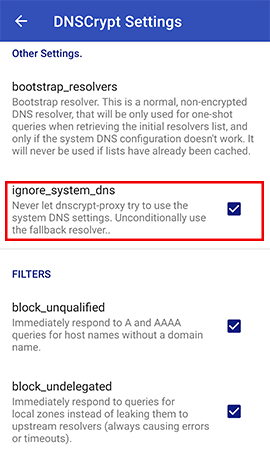 DNSCrypt Settings
Other Settings.
bootstrap_resolvers
Bootstrap resolver. This is a normal, non-encrypted
DNS resolver, that will be only used for one-shot
queries when retrieving the initial resolvers list, and
only if the system DNS configuration doesn't work. It
will never be used if lists have already been cached.
ignore_system_dns
Never let dnscrypt-proxy try to use the
system DNS settings. Unconditionally use
the fallback resolver..
FILTERS
block_unqualified
Immediately respond to A and AAAA
queries for host names without a domain
name.
block_undelegated
Immediately respond to queries for
local zones instead of leaking them to
upstream resolvers (always causing errors
or timeouts).